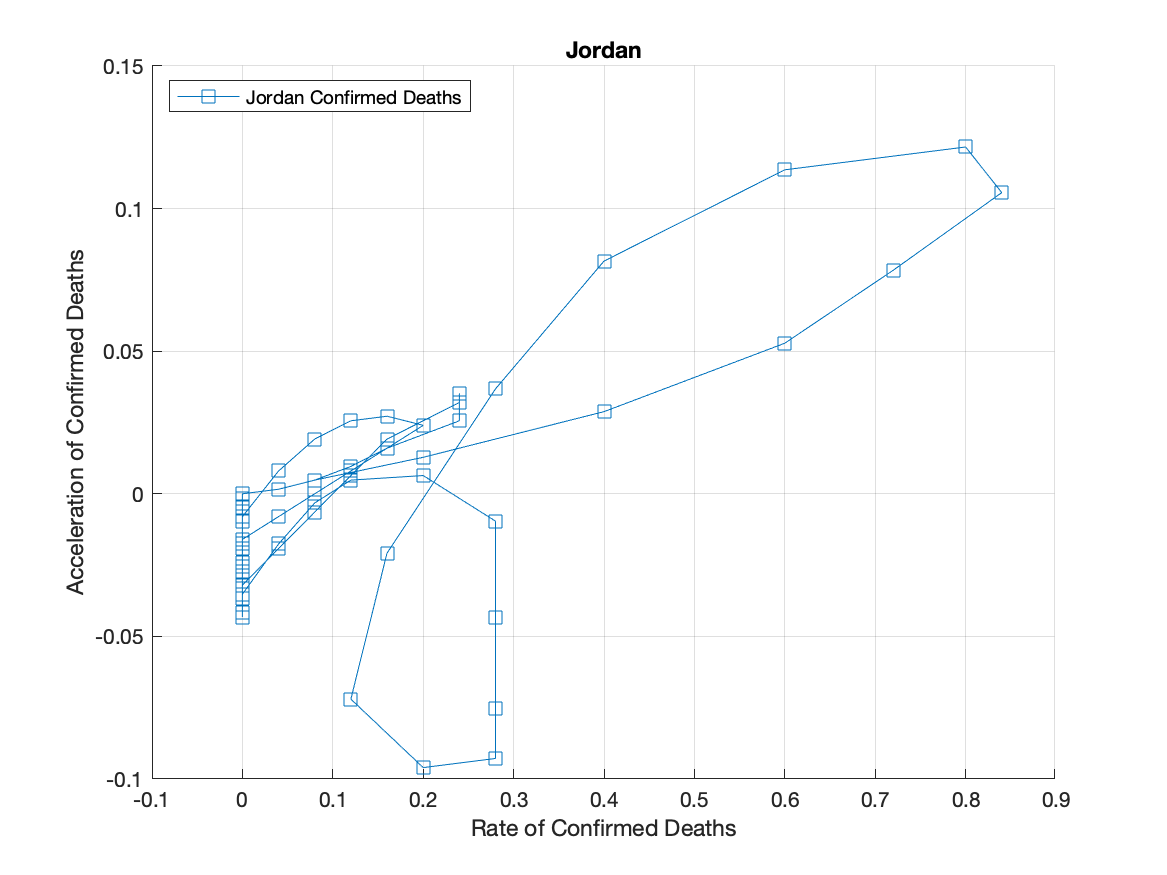 Jordan
Jordan Confirmed Deaths
0.15
0.1
0.05
0
-0.05
-0.1
Acceleration of Confirmed Deaths
-0.1 0 0.1 0.2 0.3 0.4 0.5 0.6 0.7 0.8 0.9
Rate of Confirmed Deaths